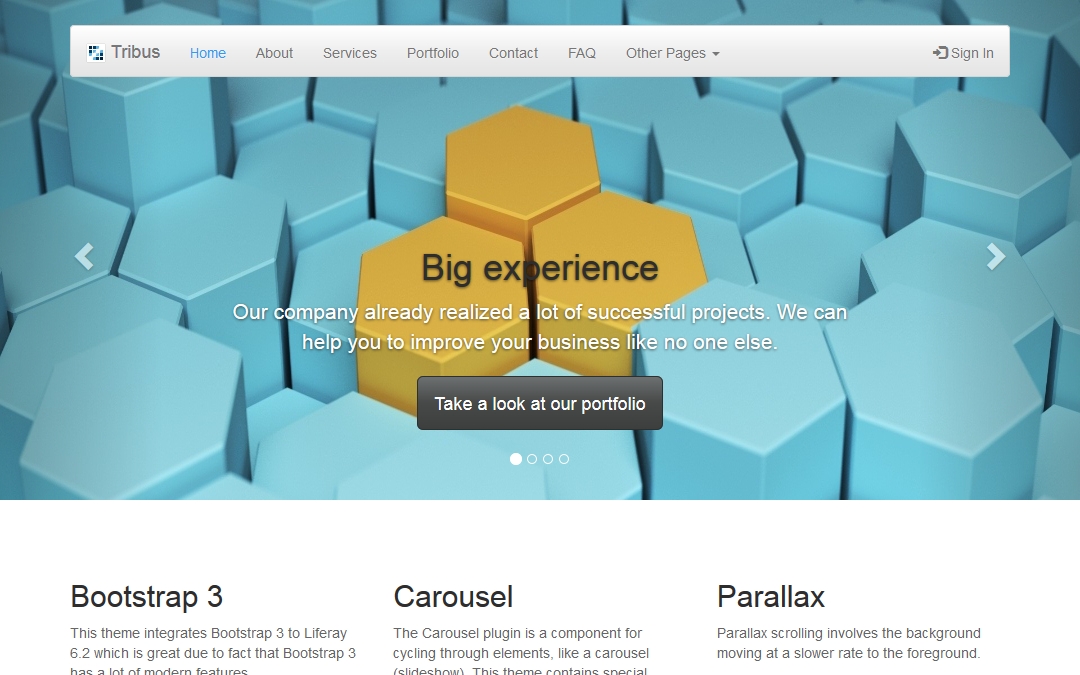 Tribus Home About Services Portfolio Contact FAQ Other Pages Sign In
Big experience
Our company already realized a lot of successful projects. We can
help you to improve your business like no one else.
Take a look at our portfolio
Bootstrap 3
This theme integrates Bootstrap 3 to Liferay
6.2 which is great due to fact that Bootstrap 3
has a lot of modern features.
Carousel
The Carousel plugin is a component for
cycling through elements, like a carousel
(slideshow). This theme contains special
Parallax
Parallax scrolling involves the background
moving at a slower rate to the foreground.